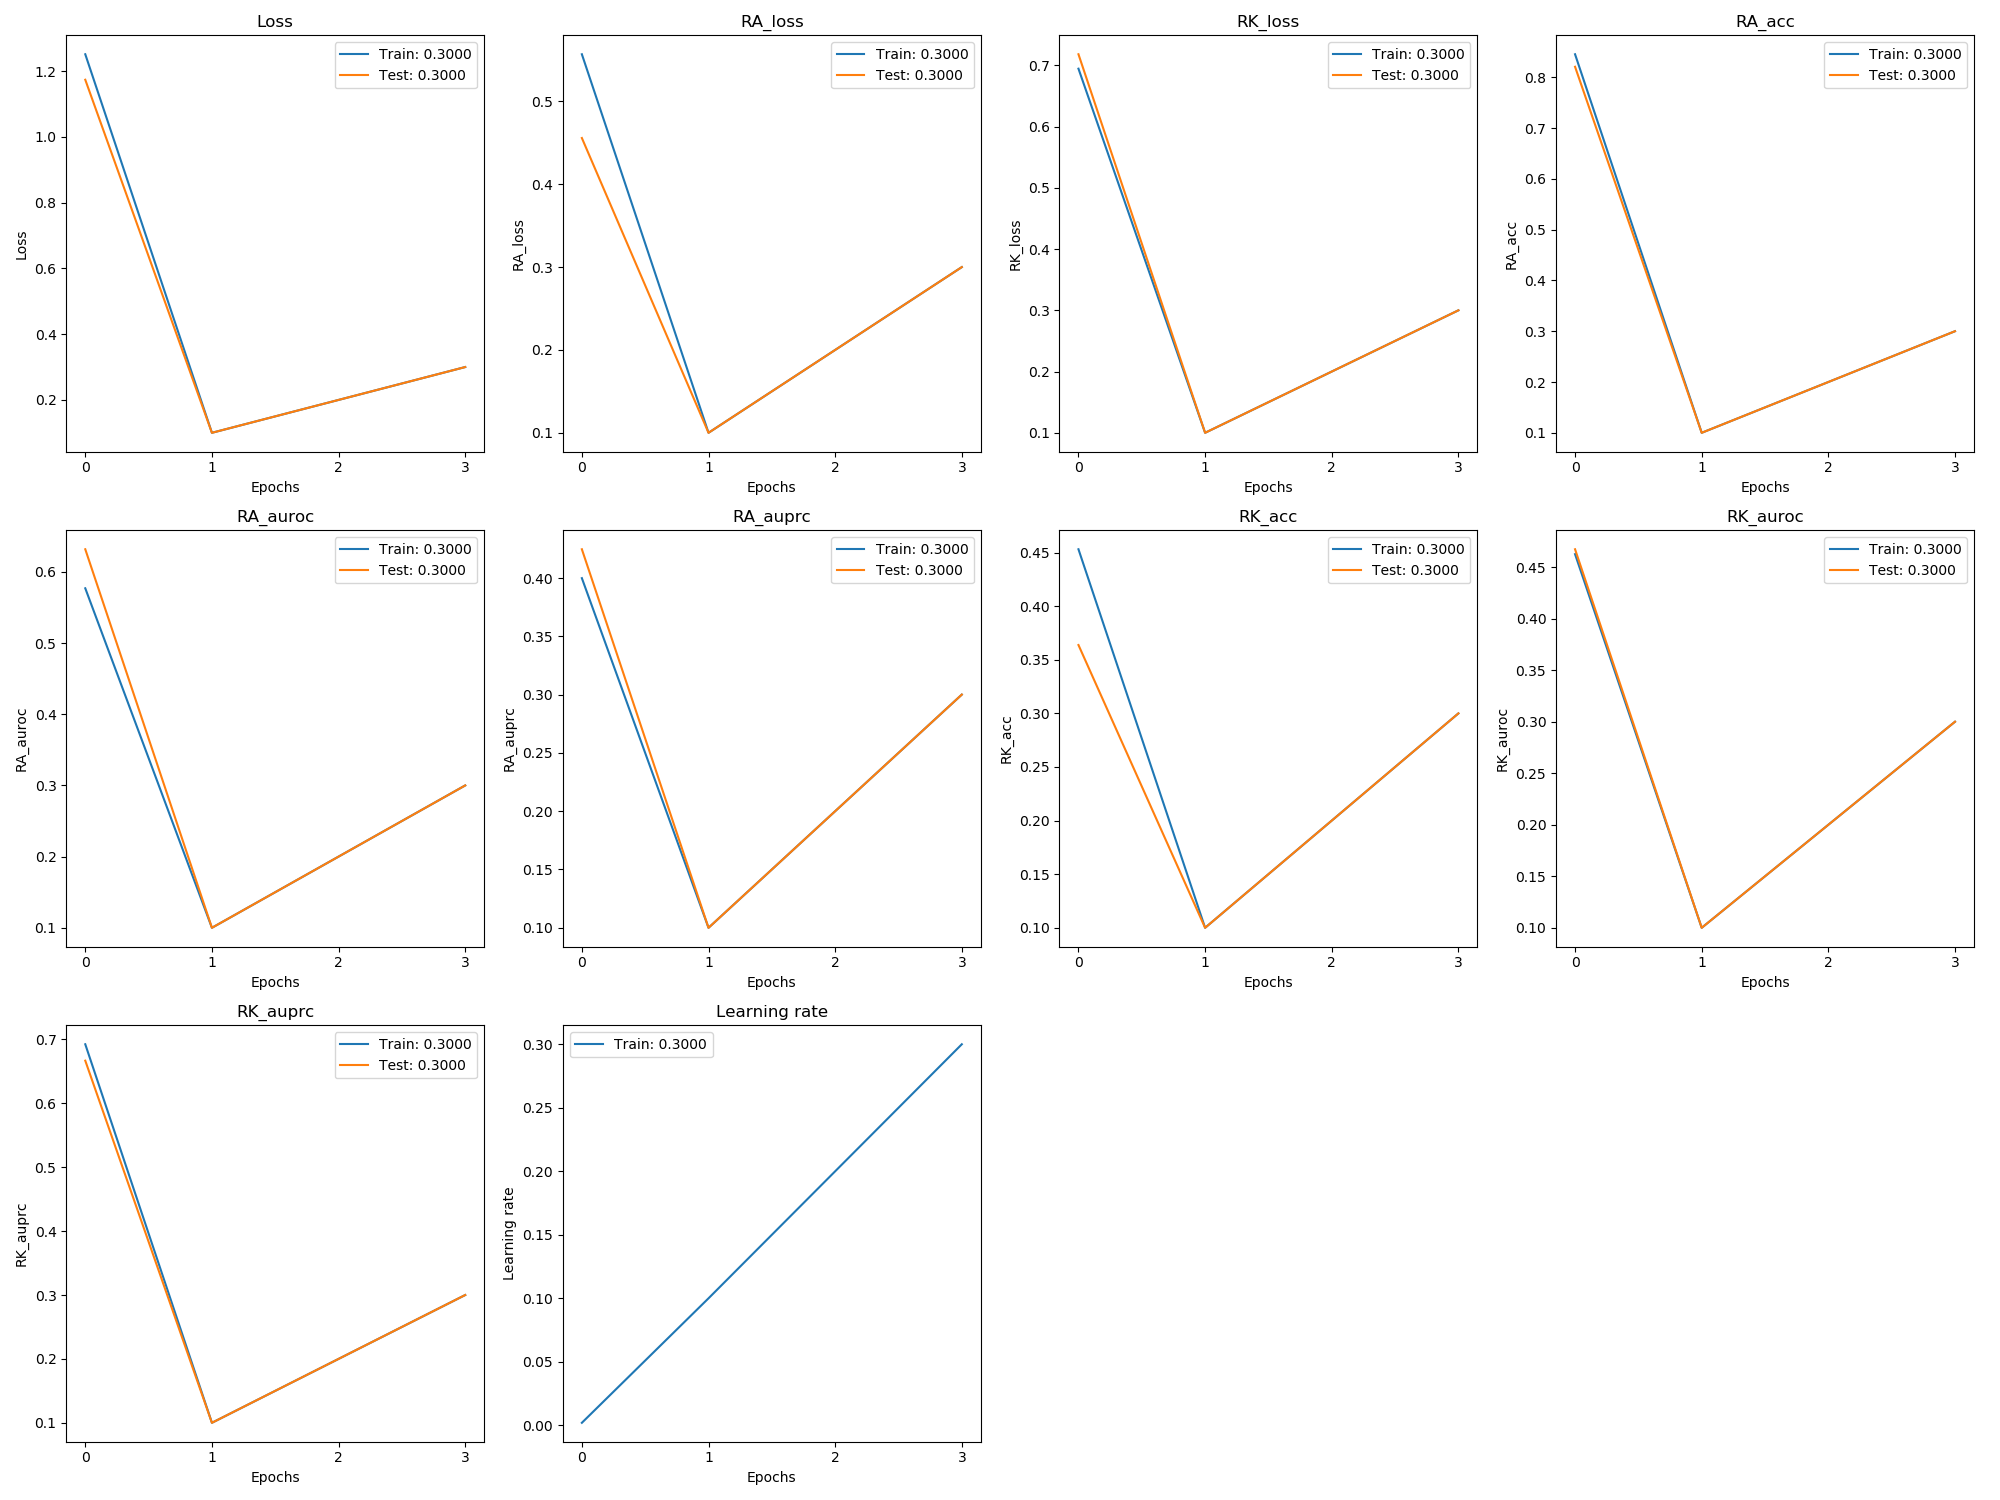 Loss
Train: 0.3000
Test: 0.3000
1.2
1.0
0.8
0.6
0.4
0.2
Loss
0 1 2 3
Epochs
RA_loss
Train: 0.3000
Test: 0.3000
0.5
0.4
0.3
0.2
0.1
RA_loss
0 1 2 3
Epochs
RK_loss
Train: 0.3000
Test: 0.3000
0.7
0.6
0.5
0.4
0.3
0.2
0.1
RK_loss
0 1 2 3
Epochs
RA_acc
Train: 0.3000
Test: 0.3000
0.8
0.7
0.6
0.5
0.4
0.3
0.2
0.1
RA_acc
0 1 2 3
Epochs
RA_auroc
Train: 0.3000
Test: 0.3000
0.6
0.5
0.4
0.3
0.2
0.1
RA_auroc
0 1 2 3
Epochs
RA_auprc
Train: 0.3000
Test: 0.3000
0.40
0.35
0.30
0.25
0.20
0.15
0.10
RA_auprc
0 1 2 3
Epochs
RK_acc
Train: 0.3000
Test: 0.3000
0.45
0.40
0.35
0.30
0.25
0.20
0.15
0.10
RK_acc
0 1 2 3
Epochs
RK_auroc
Train: 0.3000
Test: 0.3000
0.45
0.40
0.35
0.30
0.25
0.20
0.15
0.10
RK_auroc
0 1 2 3
Epochs
RK_auprc
Train: 0.3000
Test: 0.3000
0.7
0.6
0.5
0.4
0.3
0.2
0.1
RK_auprc
0 1 2 3
Epochs
Learning rate
Train: 0.3000
0.30
0.25
0.20
0.15
0.10
0.05
0.00
Learning rate
0 1 2 3
Epochs